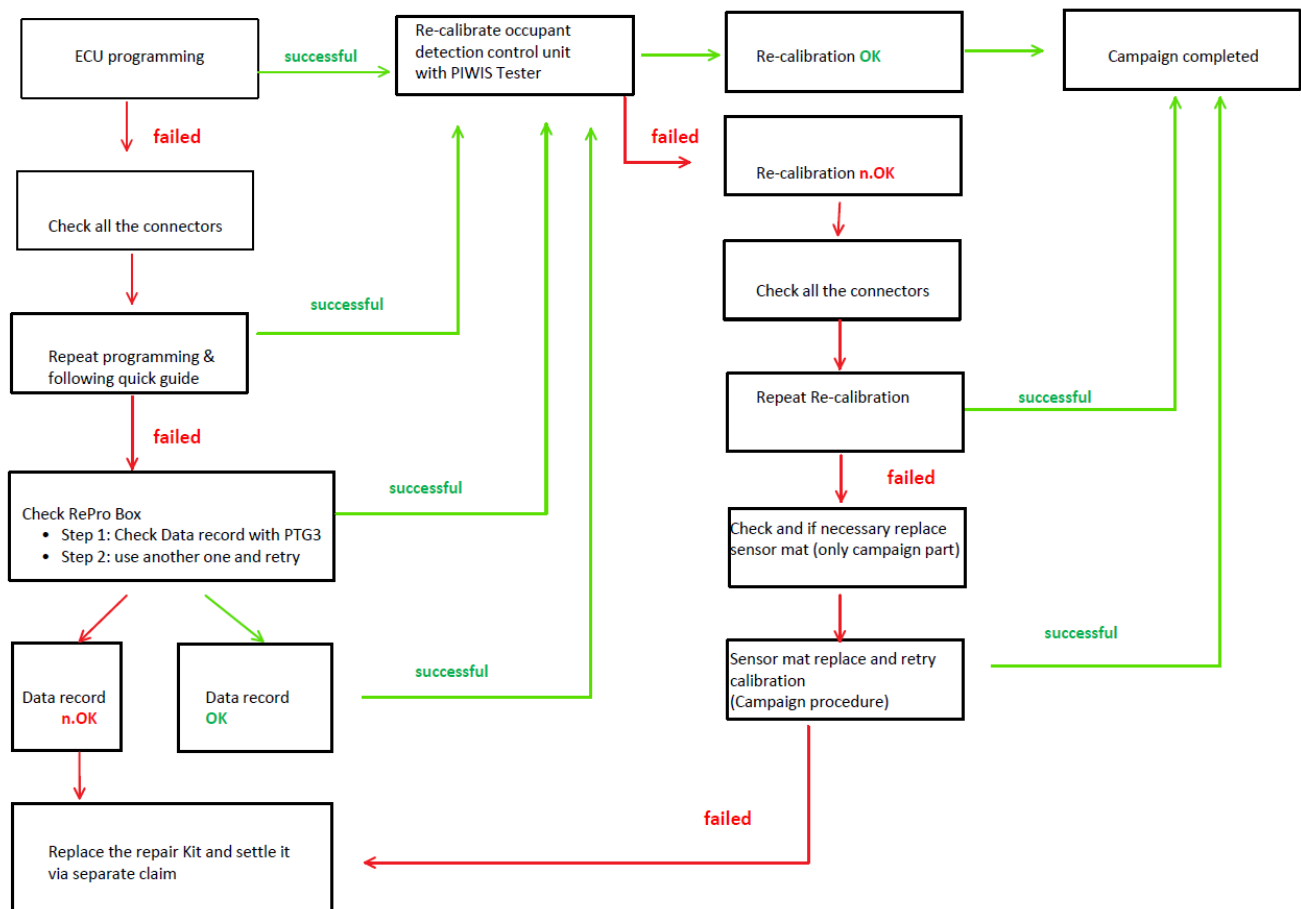 ECU programming
successful
Re-calibrate occupant
detection control unit
with PIWIS Tester
Re-calibration OK
Campaign completed
failed
failed
Re-calibration n.OK
Check all the connectors
Check all the connectors
successful
Repeat programming &
following quick guide
Repeat Re-calibration
successful
failed
failed
successful
Check RePro Box
• Step 1: Check Data record with PTG3
• Step 2: use another one and retry
Check and if necessary replace
sensor mat (only campaign part)
successful
Sensor mat replace and retry
calibration
(Campaign procedure)
successful
Data record
n.OK
Data record
OK
failed
Replace the repair Kit and settle it
via separate claim